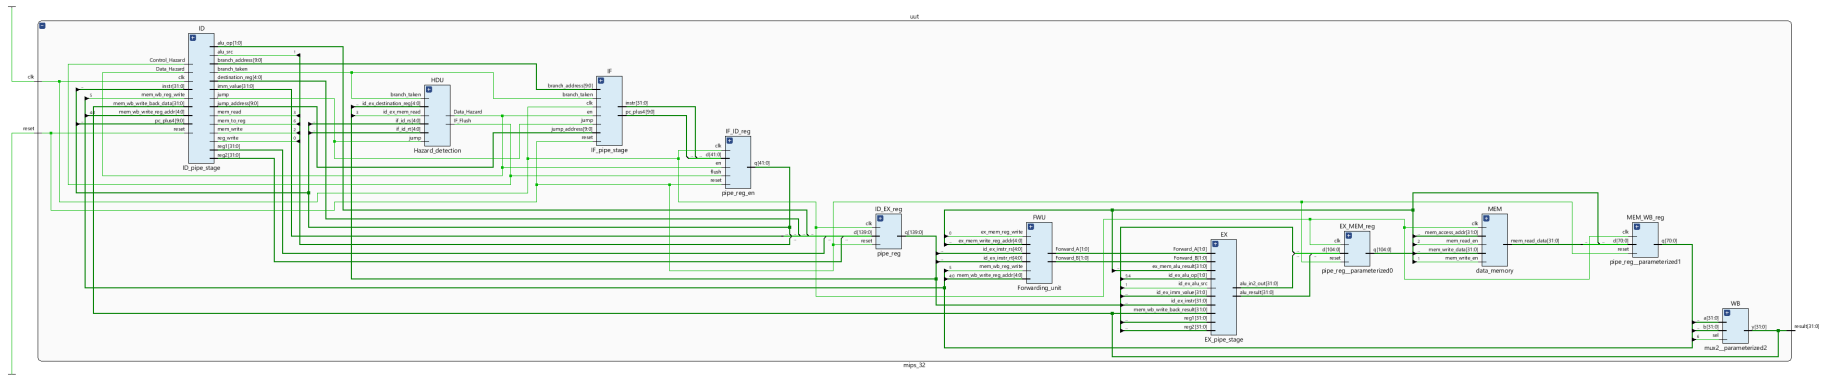 uut
clk
reset
ID
Control_Hazard
Data_Hazard
clk
instr[31:0]
mem_wb_reg_write
mem_wb_write_back_data[31:0]
mem_wb_write_reg_addr[4:0]
pc_plus4[9:0]
reset
alu_op[1:0]
alu_src
branch_address[9:0]
branch_taken
destination_reg[4:0]
imm_value[31:0]
jump
jump_address[9:0]
mem_read
mem_to_reg
mem_write
reg_write
reg1[31:0]
reg2[31:0]
ID_pipe_stage
HDU
branch_taken
id_ex_destination_reg[4:0]
id_ex_mem_read
if_id_rs[4:0]
if_id_rt[4:0]
jump
Data_Hazard
IF_Flush
Hazard_detection
IF
branch_address[9:0]
branch_taken
clk
en
jump
jump_address[9:0]
reset
instr[31:0]
pc_plus4[9:0]
IF_pipe_stage
IF_ID_reg
clk
d[41:0]
en
flush
reset
q[41:0]
pipe_reg_en
ID_EX_reg
clk
d[139:0]
reset
q[139:0]
pipe_reg
FWU
ex_mem_reg_write
ex_mem_write_reg_addr[4:0]
id_ex_instr_rs[4:0]
id_ex_instr_rt[4:0]
mem_wb_reg_write
mem_wb_write_reg_addr[4:0]
Forward_A[1:0]
Forward_B[1:0]
Forwarding_unit
EX
Forward_A[1:0]
Forward_B[1:0]
ex_mem_alu_result[31:0]
id_ex_alu_op[1:0]
id_ex_alu_src
id_ex_imm_value[31:0]
id_ex_instr[31:0]
mem_wb_write_back_result[31:0]
reg1[31:0]
reg2[31:0]
alu_in2_out[31:0]
alu_result[31:0]
EX_pipe_stage
EX_MEM_reg
clk
d[104:0]
reset
q[104:0]
pipe_reg__parameterized0
MEM
clk
mem_access_addr[31:0]
mem_read_en
mem_write_data[31:0]
mem_write_en
mem_read_data[31:0]
data_memory
MEM_WB_reg
clk
d[70:0]
reset
q[70:0]
pipe_reg__parameterized1
WB
a[31:0]
b[31:0]
sel
y[31:0]
mux2__parameterized2
result[31:0]
mips_32